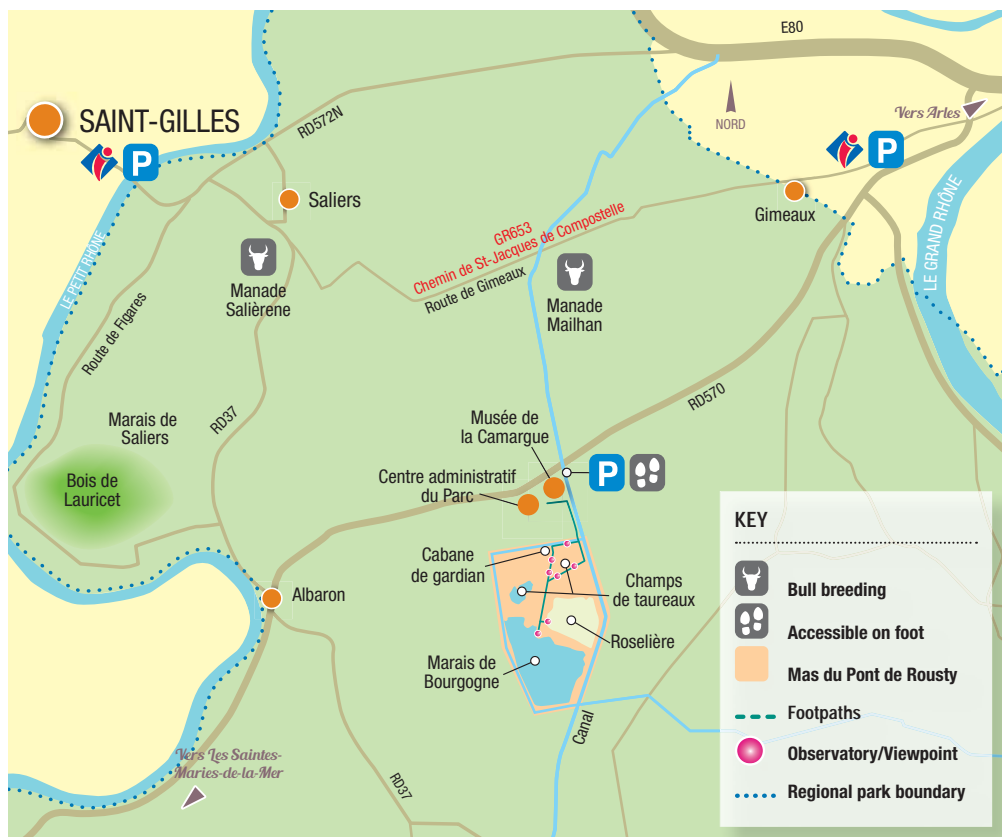 E80
NORD
Vers Arles
SAINT-GILLES
P
RD572N
P
Saliers
Gimeaux
LE GRAND RHÔNE
LE PETIT RHÔNE
GR653
Chemin de St-Jacques de Compostelle
Route de Gimeaux
Manade
Salièrene
Manade
Mailhan
Route de Figares
RD570
Marais de
Saliers
RD37
Musée de
la Camargue
Bois de
Lauricet
Centre administratif
du Parc
P
Cabane
de gardian
Champs
de taureaux
Albaron
Roselière
Marais de
Bourgogne
Canal
Vers Les Saintes-
Maries-de-la-Mer
RD37
KEY
Bull breeding
Accessible on foot
Mas du Pont de Rousty
Footpaths
Observatory/Viewpoint
Regional park boundary